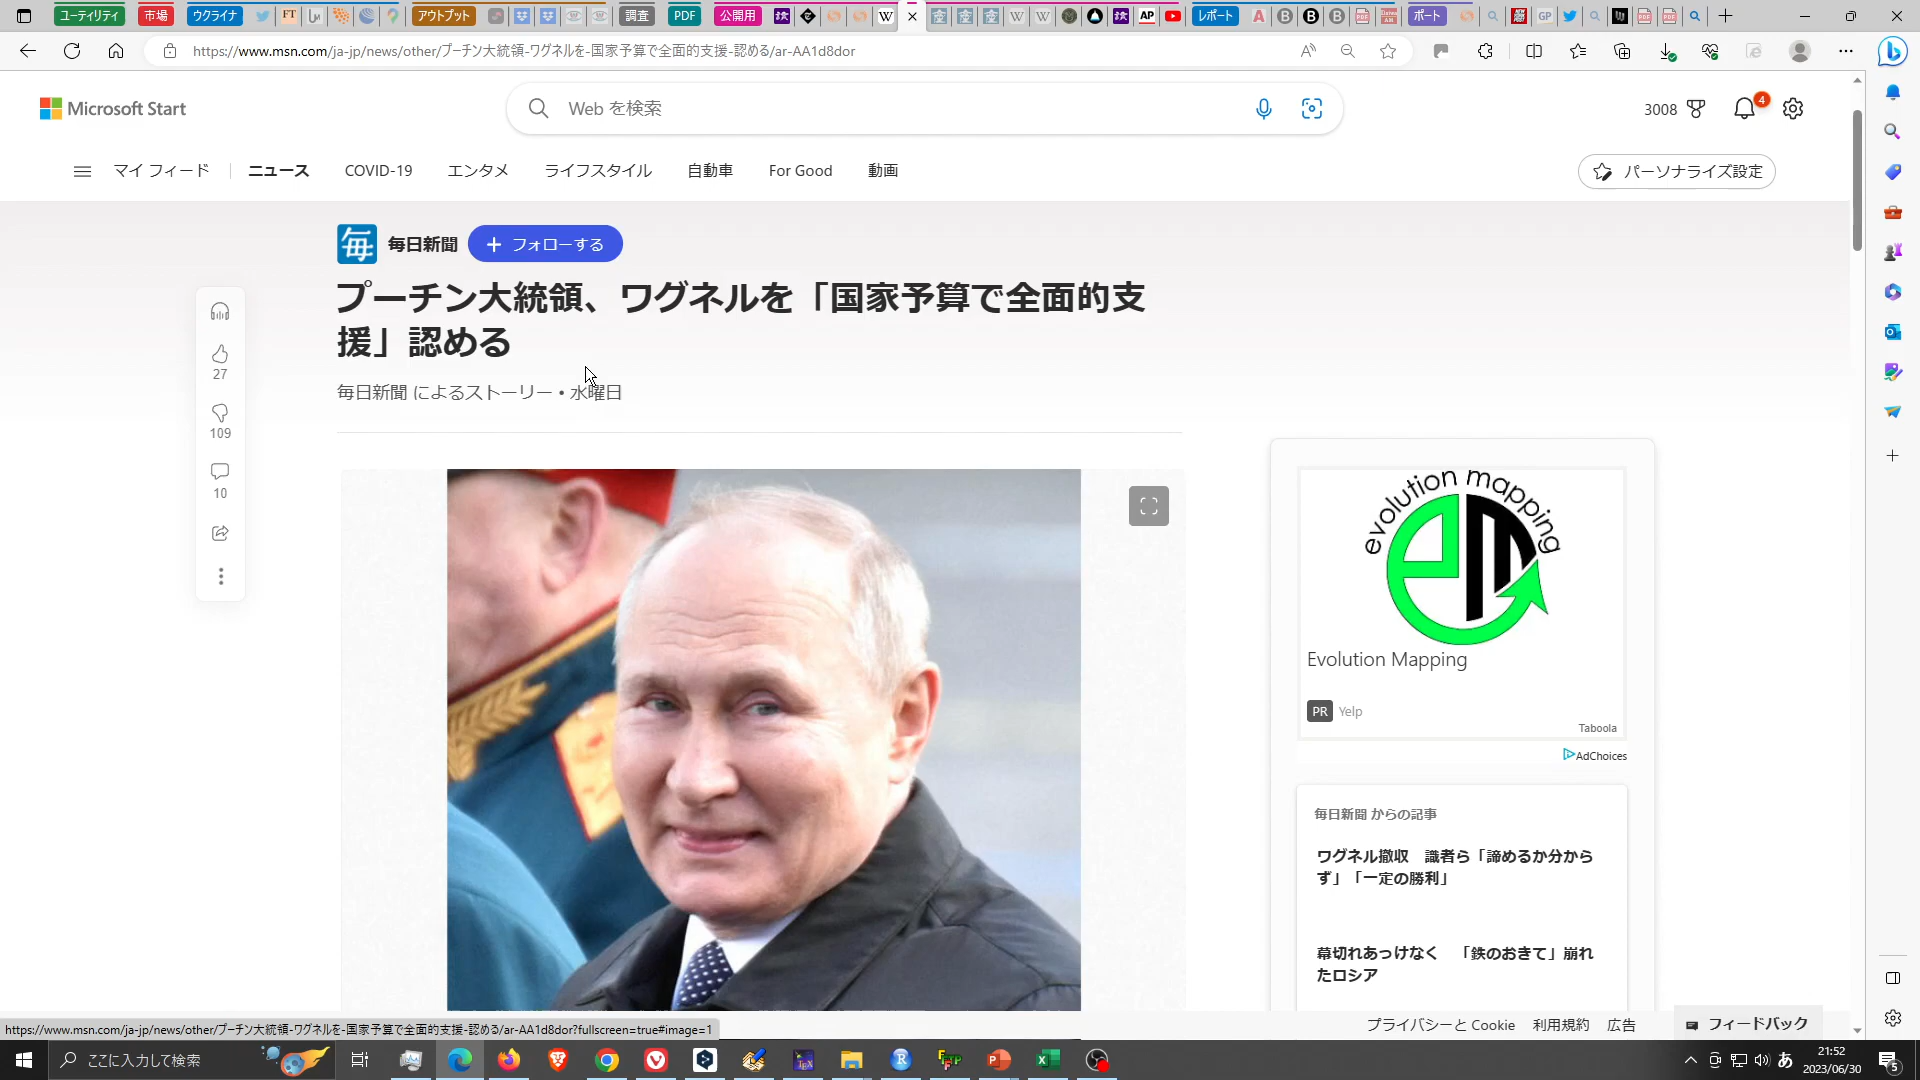 ユーティリティ 市場 ウクライナ FT アウトプット 調査 PDF 公開用 W AP レポート ポート
https://www.msn.com/ja-jp/news/other/プーチン大統領-ワグネルを-国家予算で全面的支援-認める/ar-AA1d8dor
Microsoft Start
Web を検索
3008
4
マイ フィード
ニュース
COVID-19
エンタメ
ライフスタイル
自動車
For Good
動画
パーソナライズ設定
毎
毎日新聞
フォローする
プーチン大統領、ワグネルを「国家予算で全面的支
援」認める
毎日新聞 によるストーリー・水曜日
27
109
10
evolution mapping
em
Evolution Mapping
PR Yelp
Taboola
AdChoices
毎日新聞 からの記事
ワグネル撤収　識者ら「諦めるか分から
ず」「一定の勝利」
幕切れあっけなく　「鉄のおきて」崩れ
たロシア
プライバシーと Cookie
利用規約
広告
フィードバック
https://www.msn.com/ja-jp/news/other/プーチン大統領-ワグネルを-国家予算で全面的支援-認める/ar-AA1d8dor?fullscreen=true#image=1
ここに入力して検索
あ
21:52
2023/06/30
5